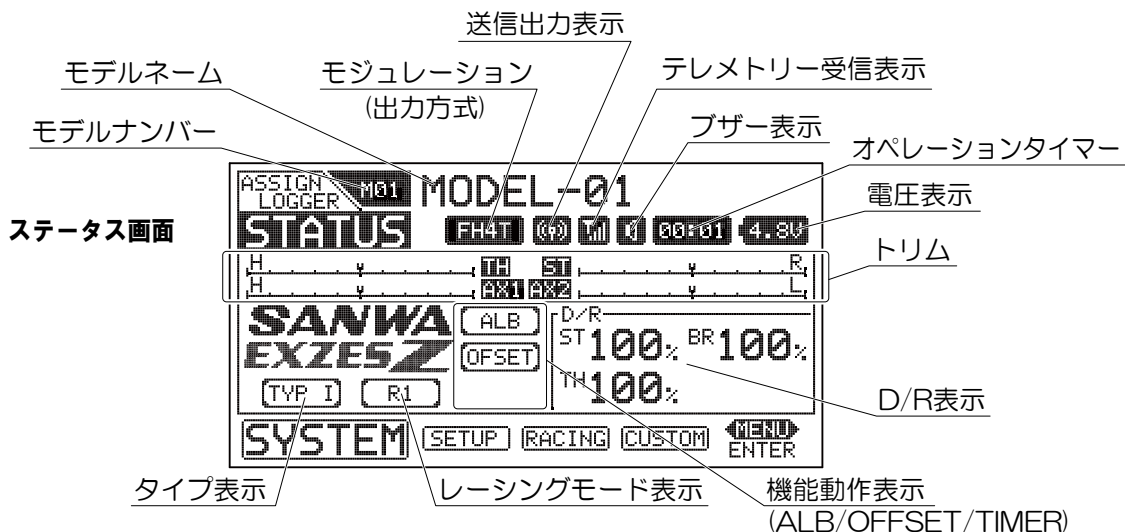 送信出力表示
モデルネーム
モジュレーション
(出力方式)
テレメトリー受信表示
モデルナンバー
ブザー表示
オペレーションタイマー
ASSIGN
LOGGER
M01
MODEL-01
電圧表示
ステータス画面
STATUS
FH4T
00:01
4.8V
トリム
H TH ST R
H AX1 AX2 L
SANWA
EXZES Z
ALB
OFSET
D/R
ST100% BR100%
TH100%
TYP I
R1
D/R表示
SYSTEM
SETUP
RACING
CUSTOM
MENU
ENTER
タイプ表示
レーシングモード表示
機能動作表示
(ALB/OFFSET/TIMER)